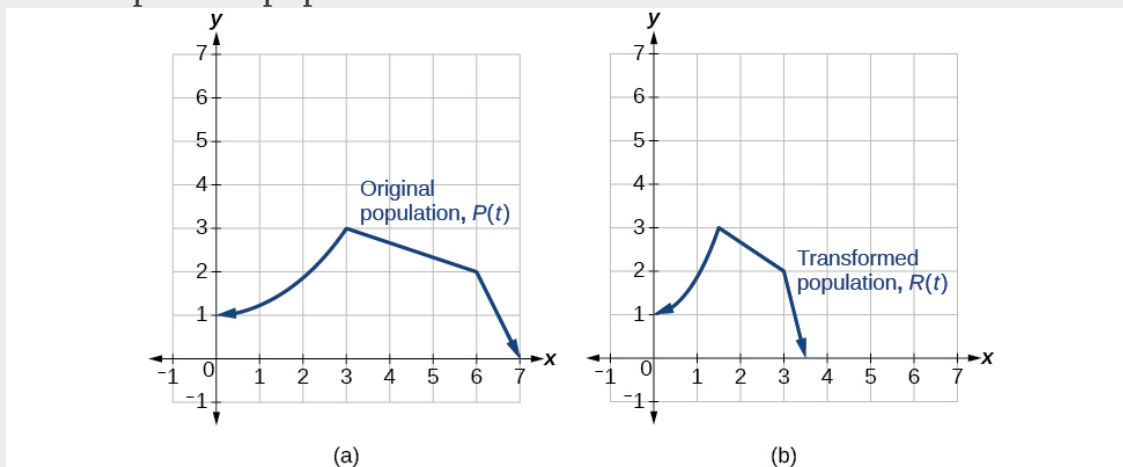 y
7
6
5
4
3
2
1
0
−1
−1 1 2 3 4 5 6 7 x
Original
population, P(t)
(a)
y
7
6
5
4
3
2
1
0
−1
−1 1 2 3 4 5 6 7 x
Transformed
population, R(t)
(b)